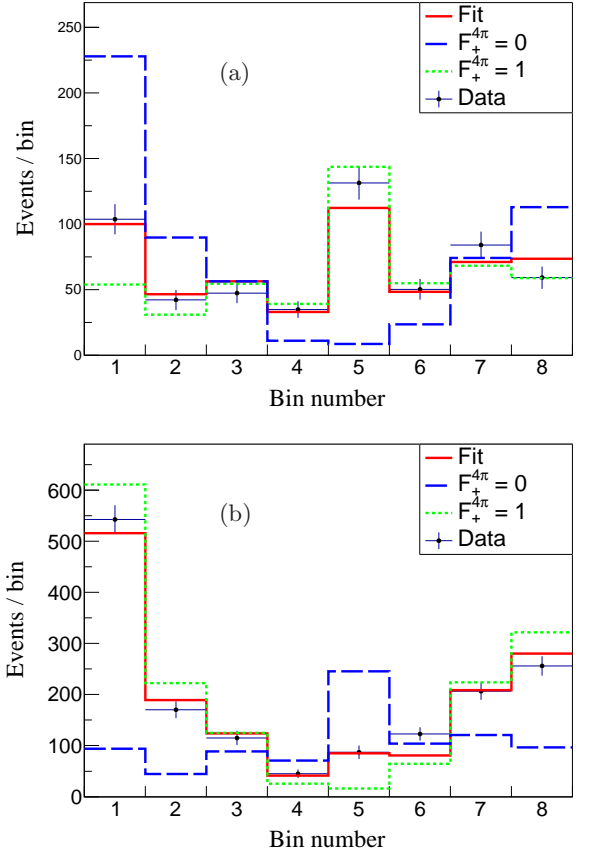 Events / bin
250
200
150
100
50
0
(a)
Fit
F₊⁴π = 0
F₊⁴π = 1
Data
1 2 3 4 5 6 7 8
Bin number
Events / bin
600
500
400
300
200
100
0
(b)
Fit
F₊⁴π = 0
F₊⁴π = 1
Data
1 2 3 4 5 6 7 8
Bin number